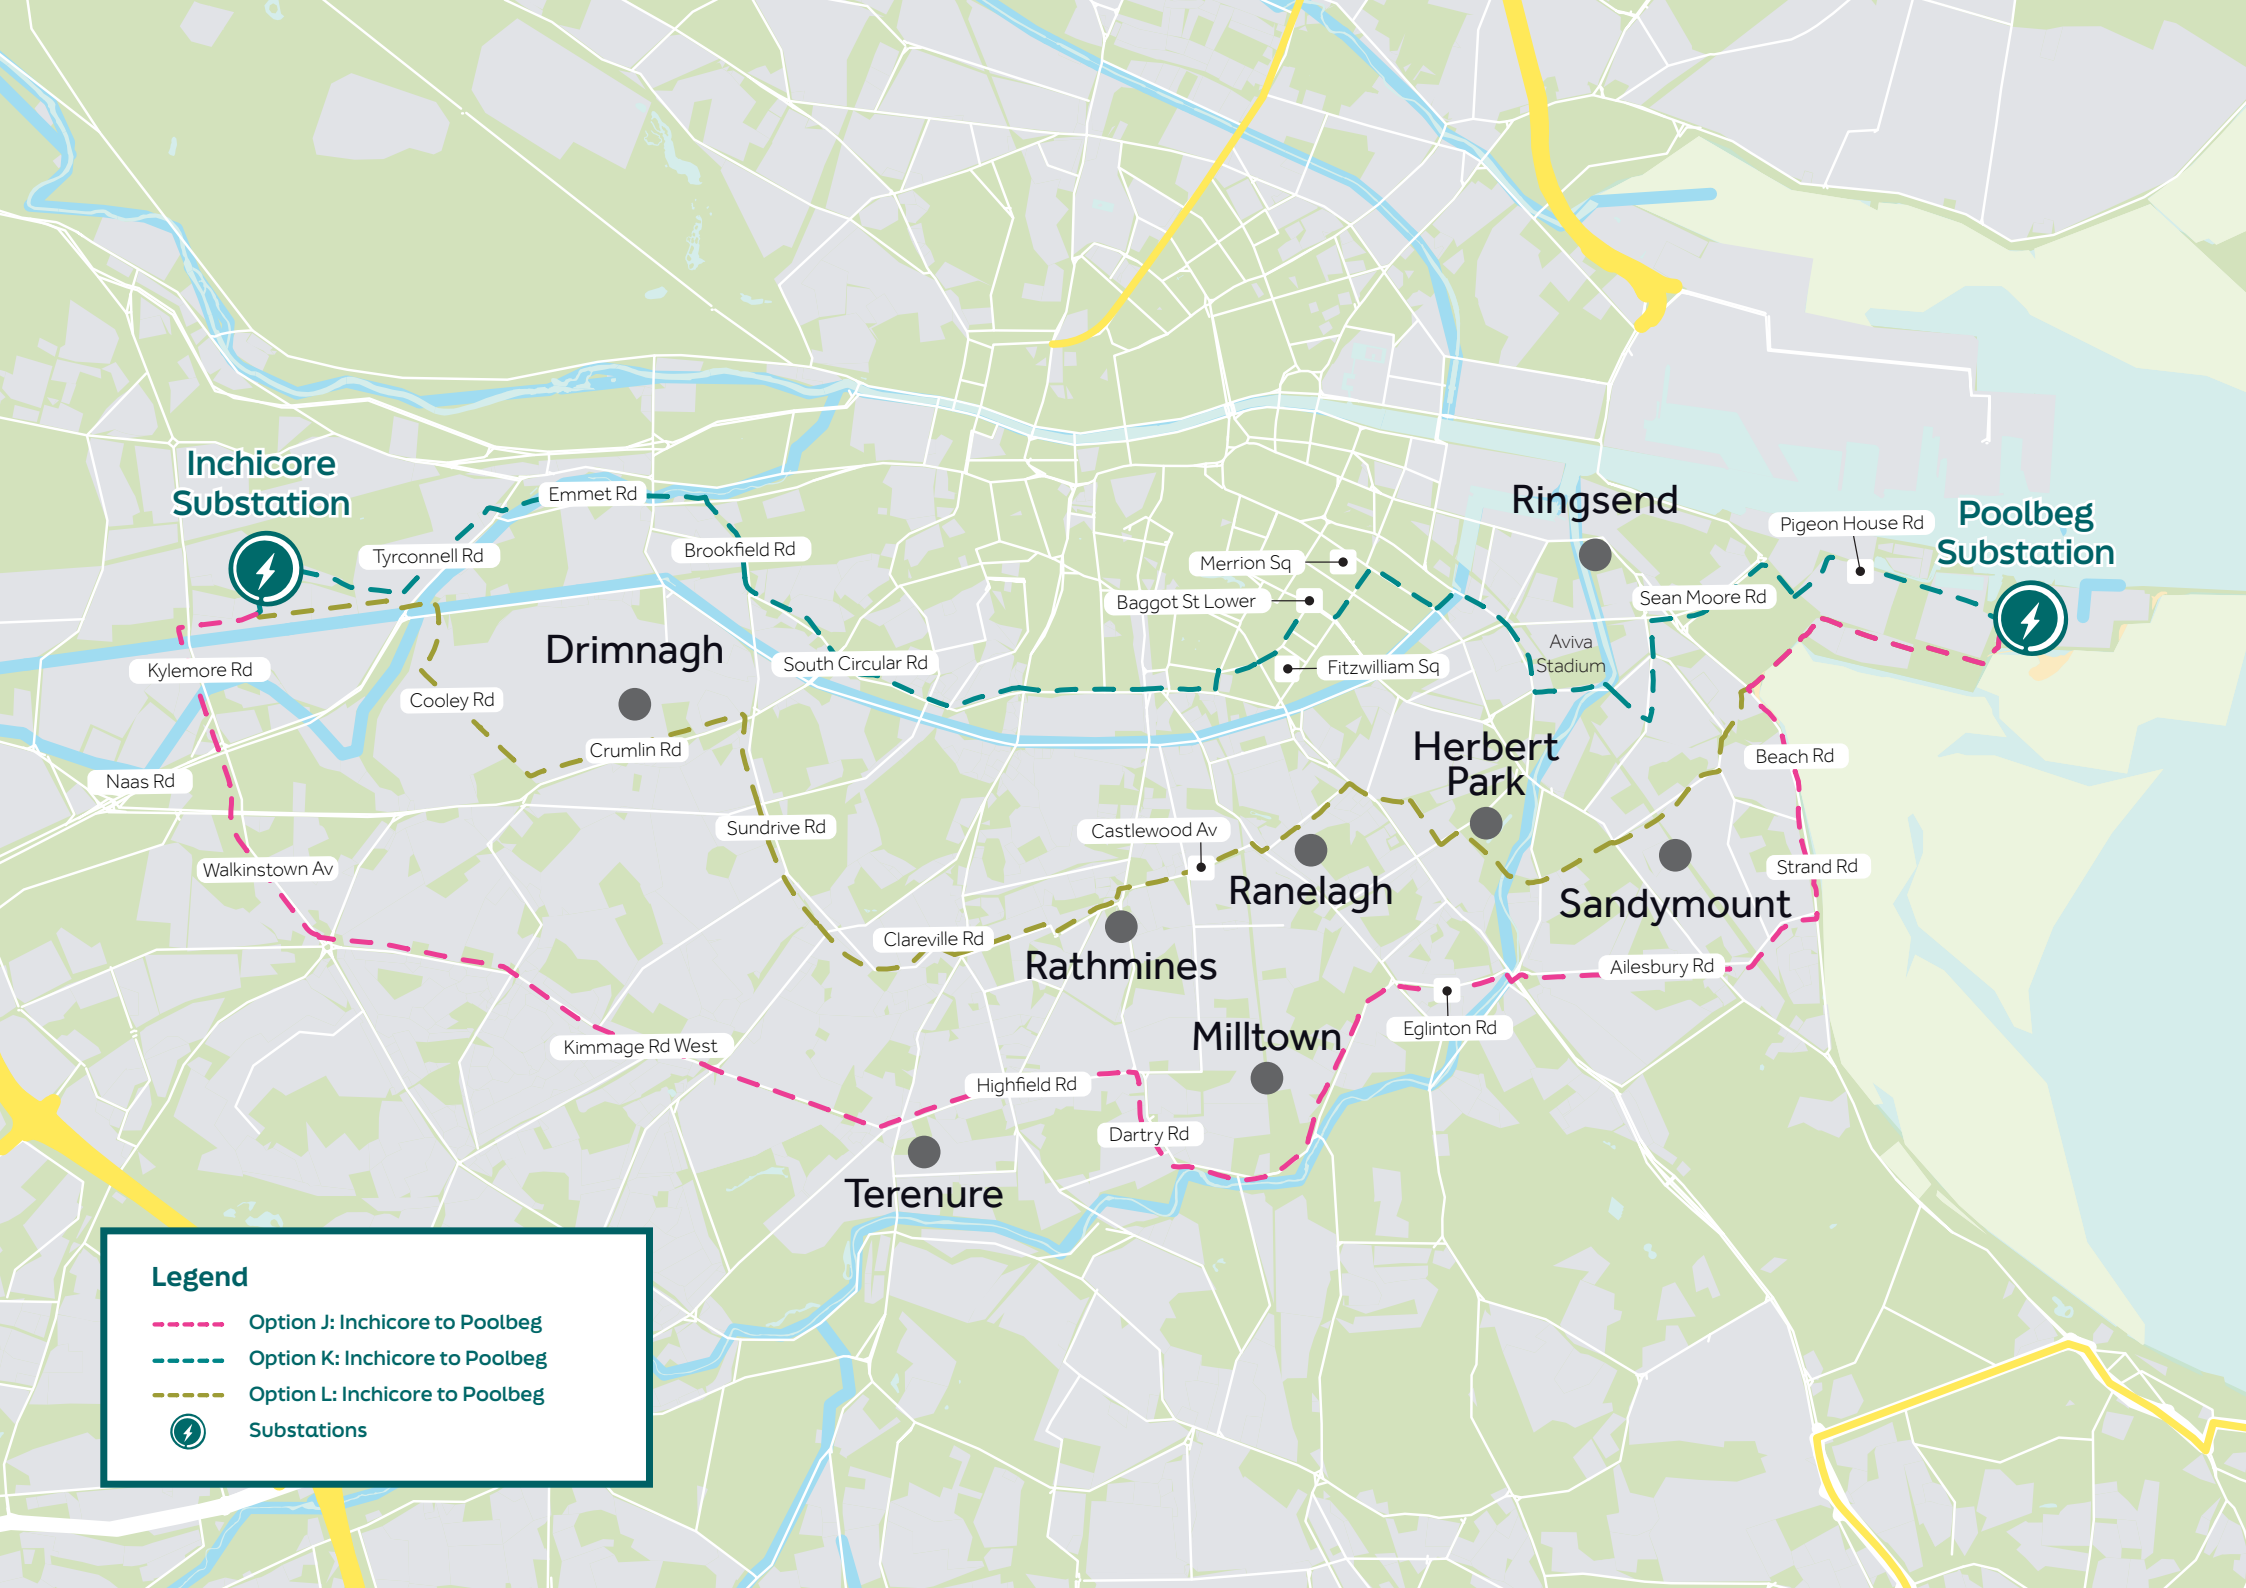 Inchicore
Substation
Emmet Rd
Tyrconnell Rd
Brookfield Rd
Ringsend
Pigeon House Rd
Poolbeg
Substation
Merrion Sq
Baggot St Lower
Sean Moore Rd
Drimnagh
Aviva
Stadium
South Circular Rd
Fitzwilliam Sq
Kylemore Rd
Cooley Rd
Crumlin Rd
Herbert
Park
Beach Rd
Naas Rd
Sundrive Rd
Castlewood Av
Walkinstown Av
Strand Rd
Ranelagh
Sandymount
Clareville Rd
Rathmines
Ailesbury Rd
Milltown
Eglinton Rd
Kimmage Rd West
Highfield Rd
Dartry Rd
Terenure
Legend
Option J: Inchicore to Poolbeg
Option K: Inchicore to Poolbeg
Option L: Inchicore to Poolbeg
Substations